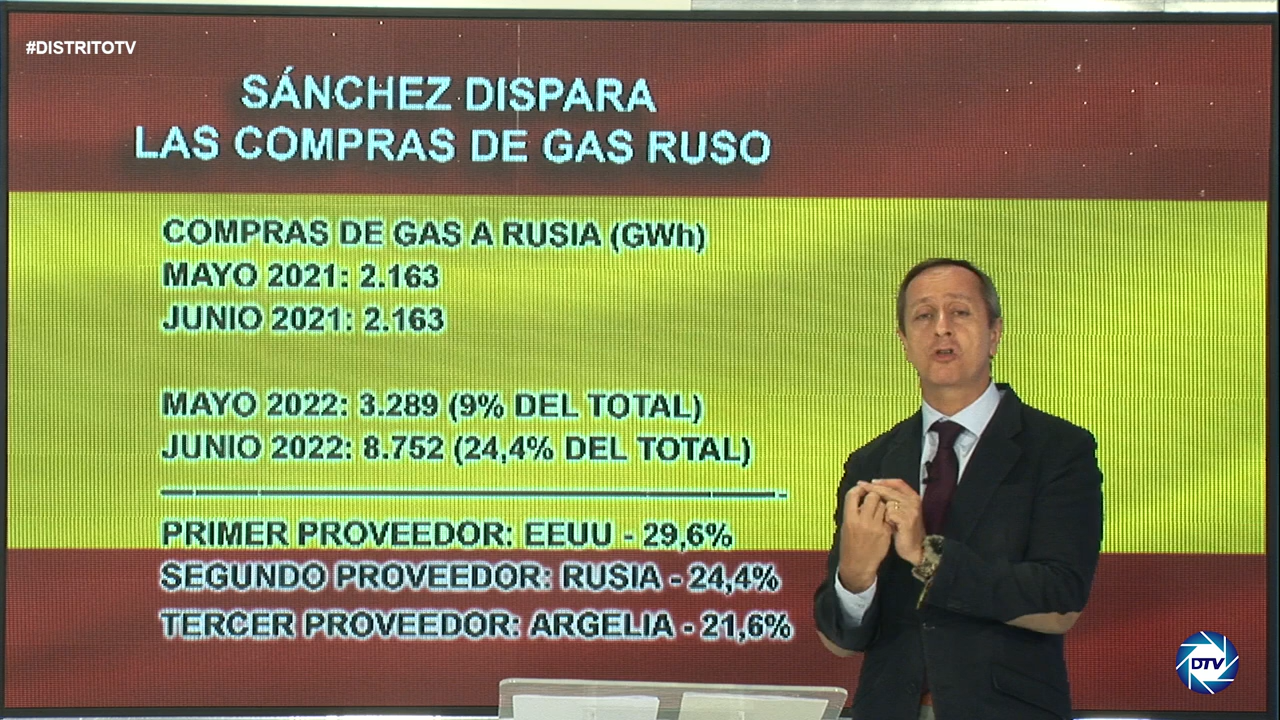 #DISTRITOTV
SÁNCHEZ DISPARA
LAS COMPRAS DE GAS RUSO
COMPRAS DE GAS A RUSIA (GWh)
MAYO 2021: 2.163
JUNIO 2021: 2.163
MAYO 2022: 3.289 (9% DEL TOTAL)
JUNIO 2022: 8.752 (24,4% DEL TOTAL)
PRIMER PROVEEDOR: EEUU - 29,6%
SEGUNDO PROVEEDOR: RUSIA - 24,4%
TERCER PROVEEDOR: ARGELIA - 21,6%
DTV